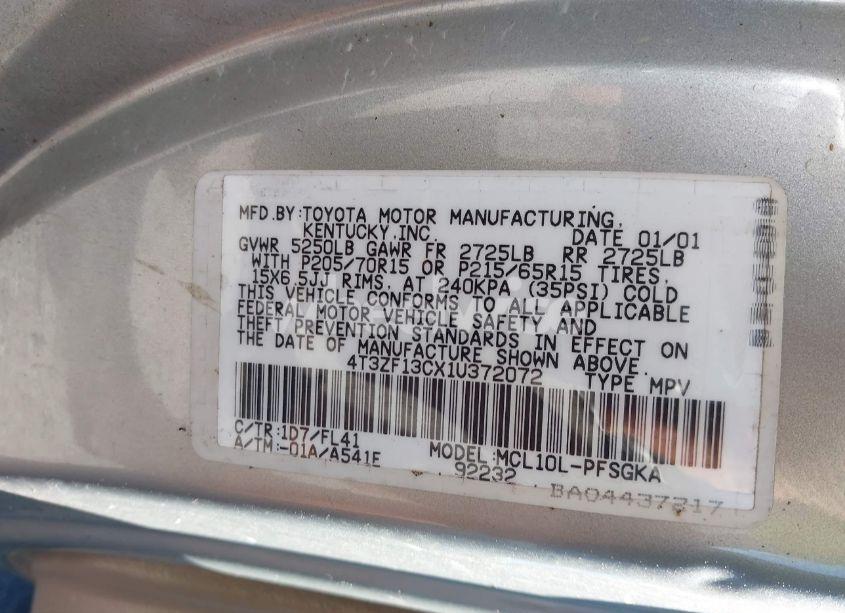 MFD.BY:TOYOTA MOTOR MANUFACTURING,
KENTUCKY,INC. DATE 01/01
GVWR 5250LB GAWR FR 2725LB RR 2725LB
WITH P205/70R15 OR P215/65R15 TIRES,
15X6.5JJ RIMS, AT 240KPA (35PSI) COLD
THIS VEHICLE CONFORMS TO ALL APPLICABLE
FEDERAL MOTOR VEHICLE SAFETY AND
THEFT PREVENTION STANDARDS IN EFFECT ON
THE DATE OF MANUFACTURE SHOWN ABOVE.
4T3ZF13CX1U372072 TYPE MPV
C/TR:1D7/FL41
A/TM:-01A/A541E MODEL:MCL10L-PFSGKA
92232
BA04437217